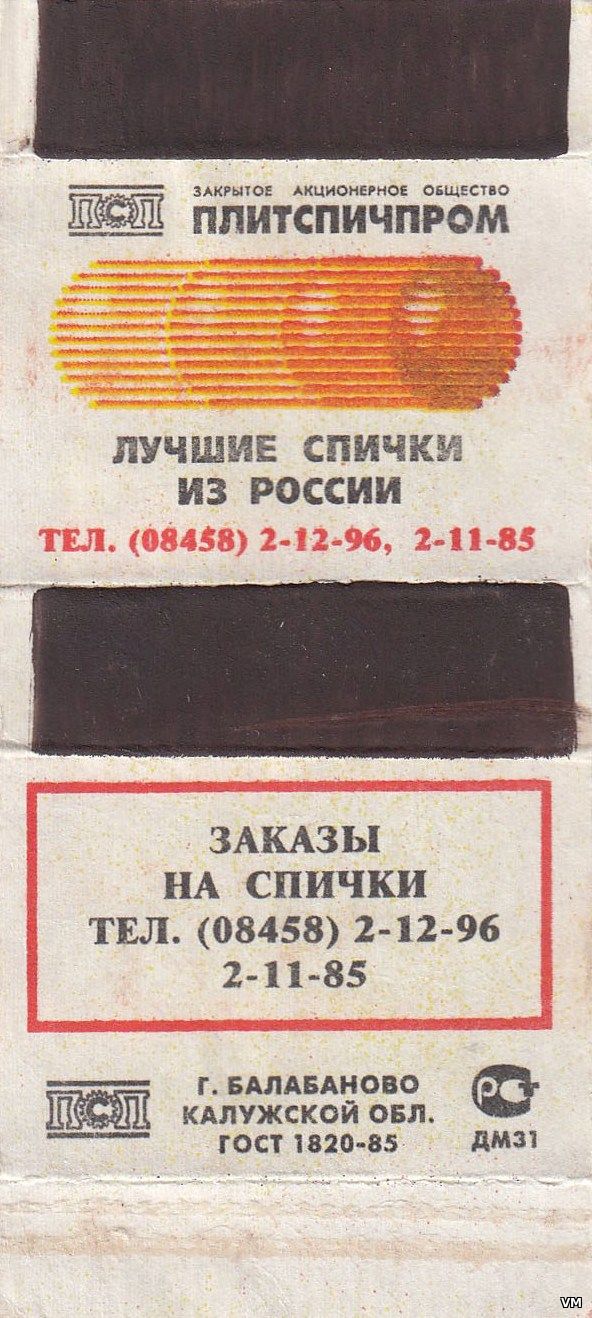 ПСП
ЗАКРЫТОЕ АКЦИОНЕРНОЕ ОБЩЕСТВО
ПЛИТСПИЧПРОМ
ЛУЧШИЕ СПИЧКИ
ИЗ РОССИИ
ТЕЛ. (08458) 2-12-96, 2-11-85
ЗАКАЗЫ
НА СПИЧКИ
ТЕЛ. (08458) 2-12-96
2-11-85
ПСП
Г. БАЛАБАНОВО
КАЛУЖСКОЙ ОБЛ.
ГОСТ 1820-85
РСТ
ДМ31
VM